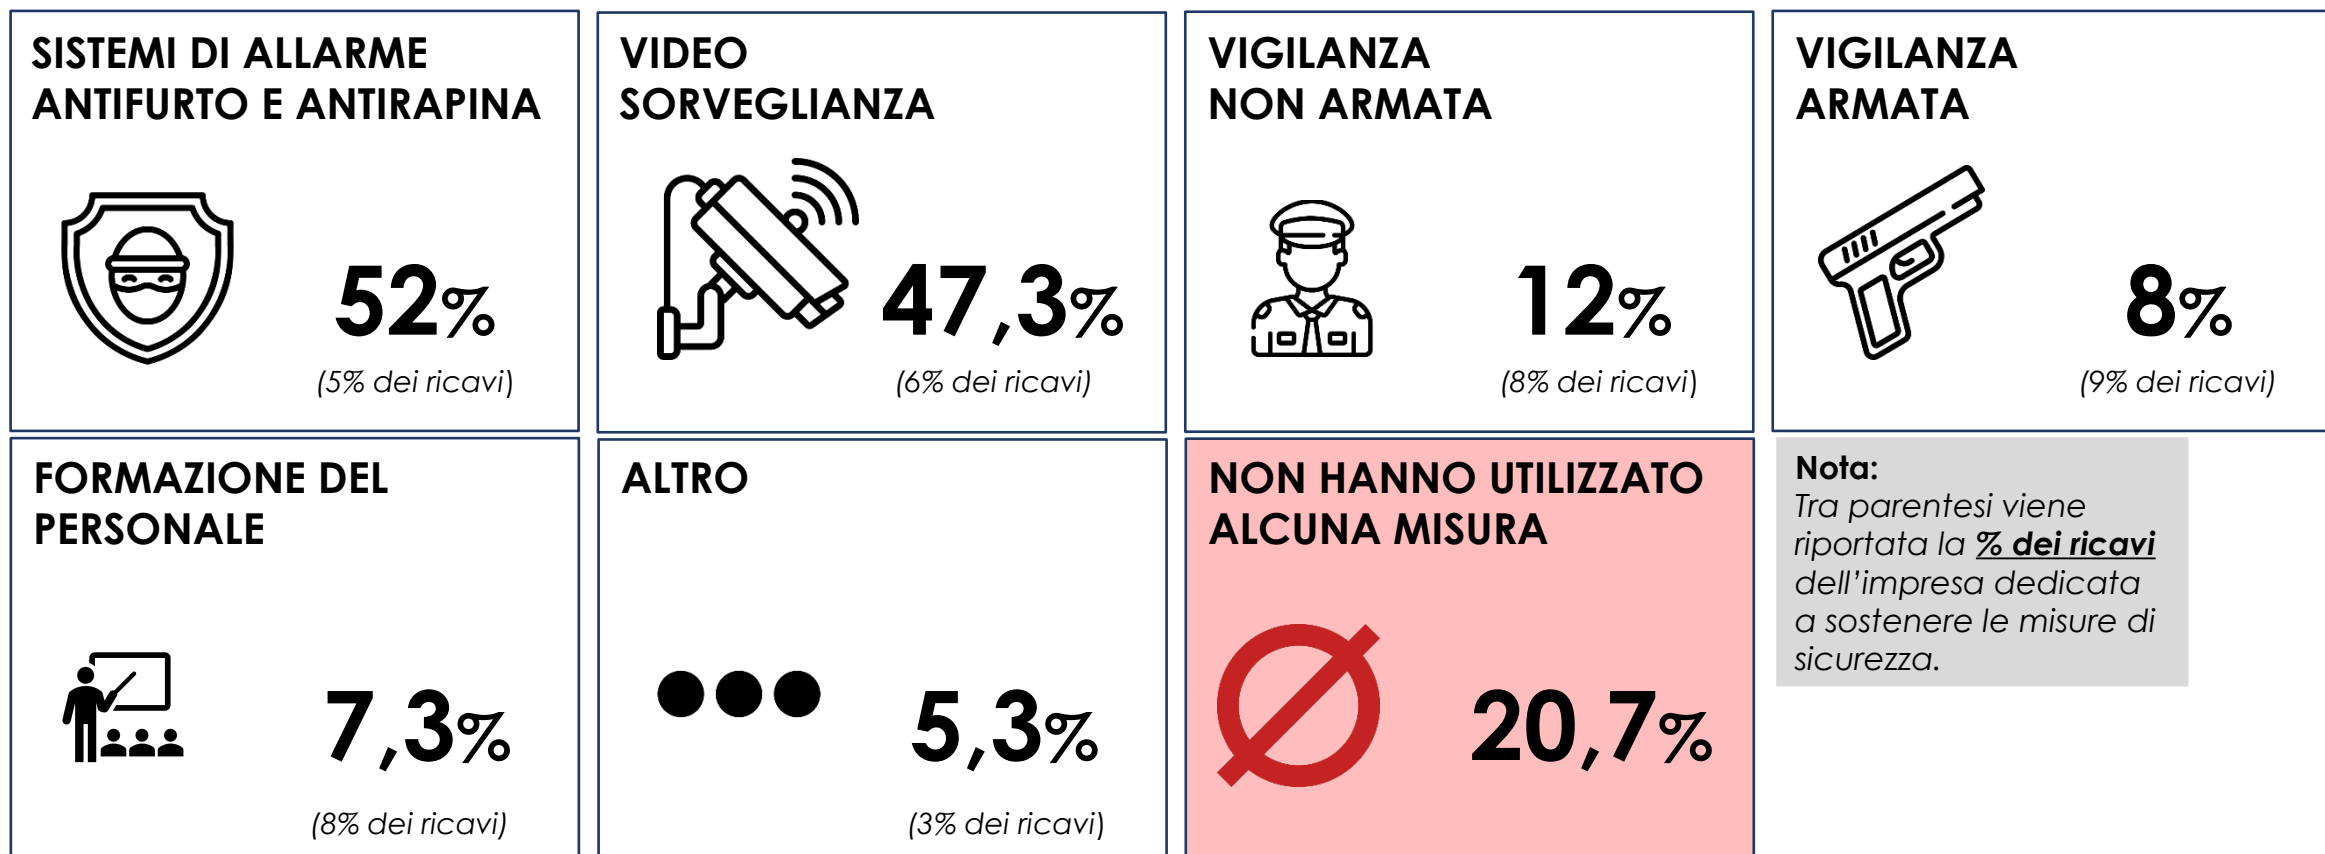 SISTEMI DI ALLARME
ANTIFURTO E ANTIRAPINA
52%
(5% dei ricavi)
VIDEO
SORVEGLIANZA
47,3%
(6% dei ricavi)
VIGILANZA
NON ARMATA
12%
(8% dei ricavi)
VIGILANZA
ARMATA
8%
(9% dei ricavi)
FORMAZIONE DEL
PERSONALE
7,3%
(8% dei ricavi)
ALTRO
5,3%
(3% dei ricavi)
NON HANNO UTILIZZATO
ALCUNA MISURA
20,7%
Nota:
Tra parentesi viene
riportata la % dei ricavi
dell’impresa dedicata
a sostenere le misure di
sicurezza.